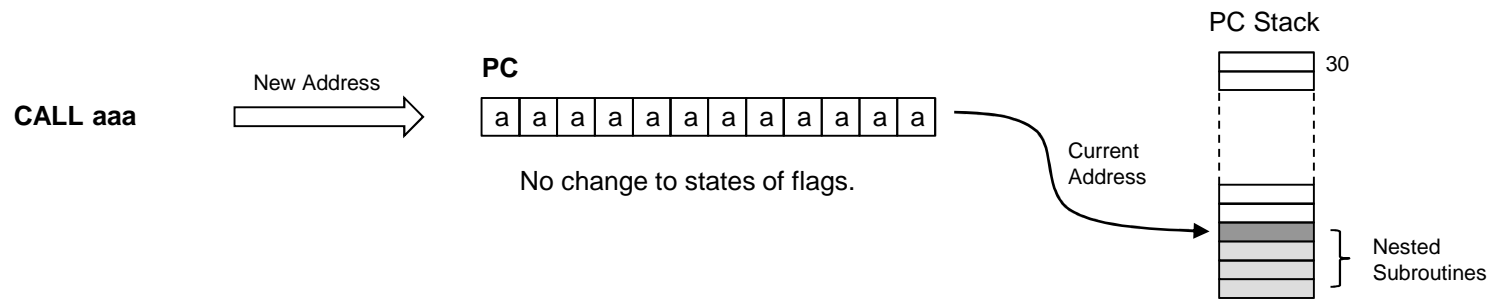 PC Stack
30
PC
New Address
CALL aaa
a a a a a a a a a a a a
Current
Address
No change to states of flags.
Nested
Subroutines